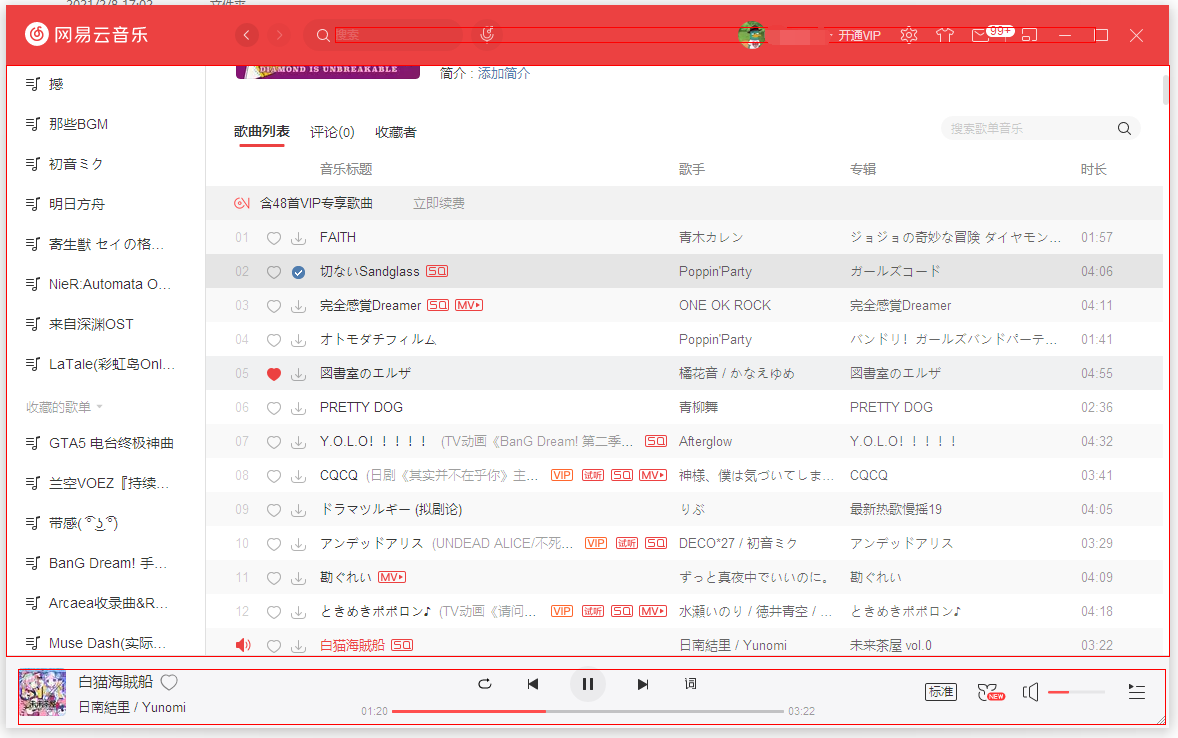 2021/2/8 17:21 文件夹
网易云音乐 搜索 开通VIP 99+
DIAMOND IS UNBREAKABLE 简介：添加简介
撼
那些BGM
初音ミク
明日方舟
寄生獣 セイの格…
NieR:Automata O…
来自深渊OST
LaTale(彩虹岛Onl…
收藏的歌单
GTA5 电台终极神曲
兰空VOEZ『持续…
带感( ͡° ͜ʖ ͡°)
BanG Dream! 手…
Arcaea收录曲&R…
Muse Dash(实际…
歌曲列表 评论(0) 收藏者 搜索歌单音乐
音乐标题 歌手 专辑 时长
含48首VIP专享歌曲 立即续费
01 FAITH 青木カレン ジョジョの奇妙な冒険 ダイヤモン… 01:57
02 切ないSandglass SQ Poppin'Party ガールズコード 04:06
03 完全感覚Dreamer SQ MV ONE OK ROCK 完全感覚Dreamer 04:11
04 オトモダチフィルム Poppin'Party バンドリ！ガールズバンドパーテ… 01:41
05 図書室のエルザ 橘花音 / かなえゆめ 図書室のエルザ 04:55
06 PRETTY DOG 青柳舞 PRETTY DOG 02:36
07 Y.O.L.O！！！！！ (TV动画《BanG Dream! 第二季… SQ Afterglow Y.O.L.O！！！！！ 04:32
08 CQCQ (日剧《其实并不在乎你》主… VIP 试听 SQ MV 神様、僕は気づいてしま… CQCQ 03:41
09 ドラマツルギー (拟剧论) りぶ 最新热歌慢摇19 04:05
10 アンデッドアリス (UNDEAD ALICE/不死… VIP 试听 SQ DECO*27 / 初音ミク アンデッドアリス 03:29
11 勘ぐれい MV ずっと真夜中でいいのに。 勘ぐれい 04:09
12 ときめきポポロン♪ (TV动画《请问… VIP 试听 SQ MV 水瀬いのり / 徳井青空 / … ときめきポポロン♪ 04:18
白猫海賊船 SQ 日南結里 / Yunomi 未来茶屋 vol.0 03:22
白猫海賊船
日南結里 / Yunomi
词
01:20 03:22
标准 NEW